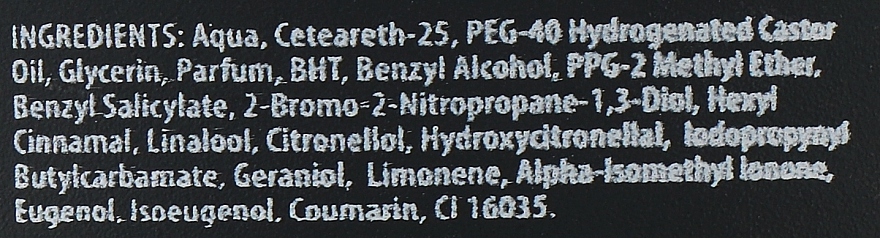 INGREDIENTS: Aqua, Ceteareth-25, PEG-40 Hydrogenated Castor
Oil, Glycerin, Parfum, BHT, Benzyl Alcohol, PPG-2 Methyl Ether,
Benzyl Salicylate, 2-Bromo-2-Nitropropane-1,3-Diol, Hexyl
Cinnamal, Linalool, Citronellol, Hydroxycitronellal, Iodopropynyl
Butylcarbamate, Geraniol, Limonene, Alpha-Isomethyl Ionone,
Eugenol, Isoeugenol, Coumarin, CI 16035.